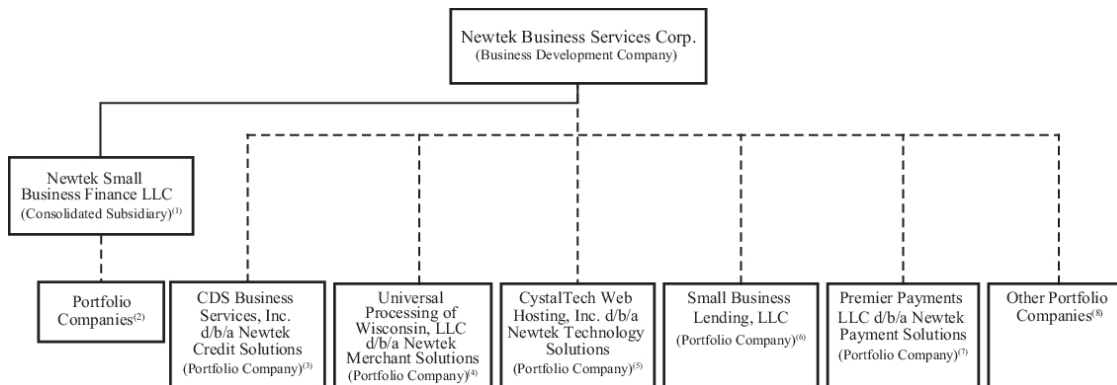 Newtek Business Services Corp.
(Business Development Company)
Newtek Small
Business Finance LLC
(Consolidated Subsidiary)(1)
Portfolio
Companies(2)
CDS Business
Services, Inc.
d/b/a Newtek
Credit Solutions
(Portfolio Company)(3)
Universal
Processing of
Wisconsin, LLC
d/b/a Newtek
Merchant Solutions
(Portfolio Company)(4)
CystalTech Web
Hosting, Inc. d/b/a
Newtek Technology
Solutions
(Portfolio Company)(5)
Small Business
Lending, LLC
(Portfolio Company)(6)
Premier Payments
LLC d/b/a Newtek
Payment Solutions
(Portfolio Company)(7)
Other Portfolio
Companies(8)